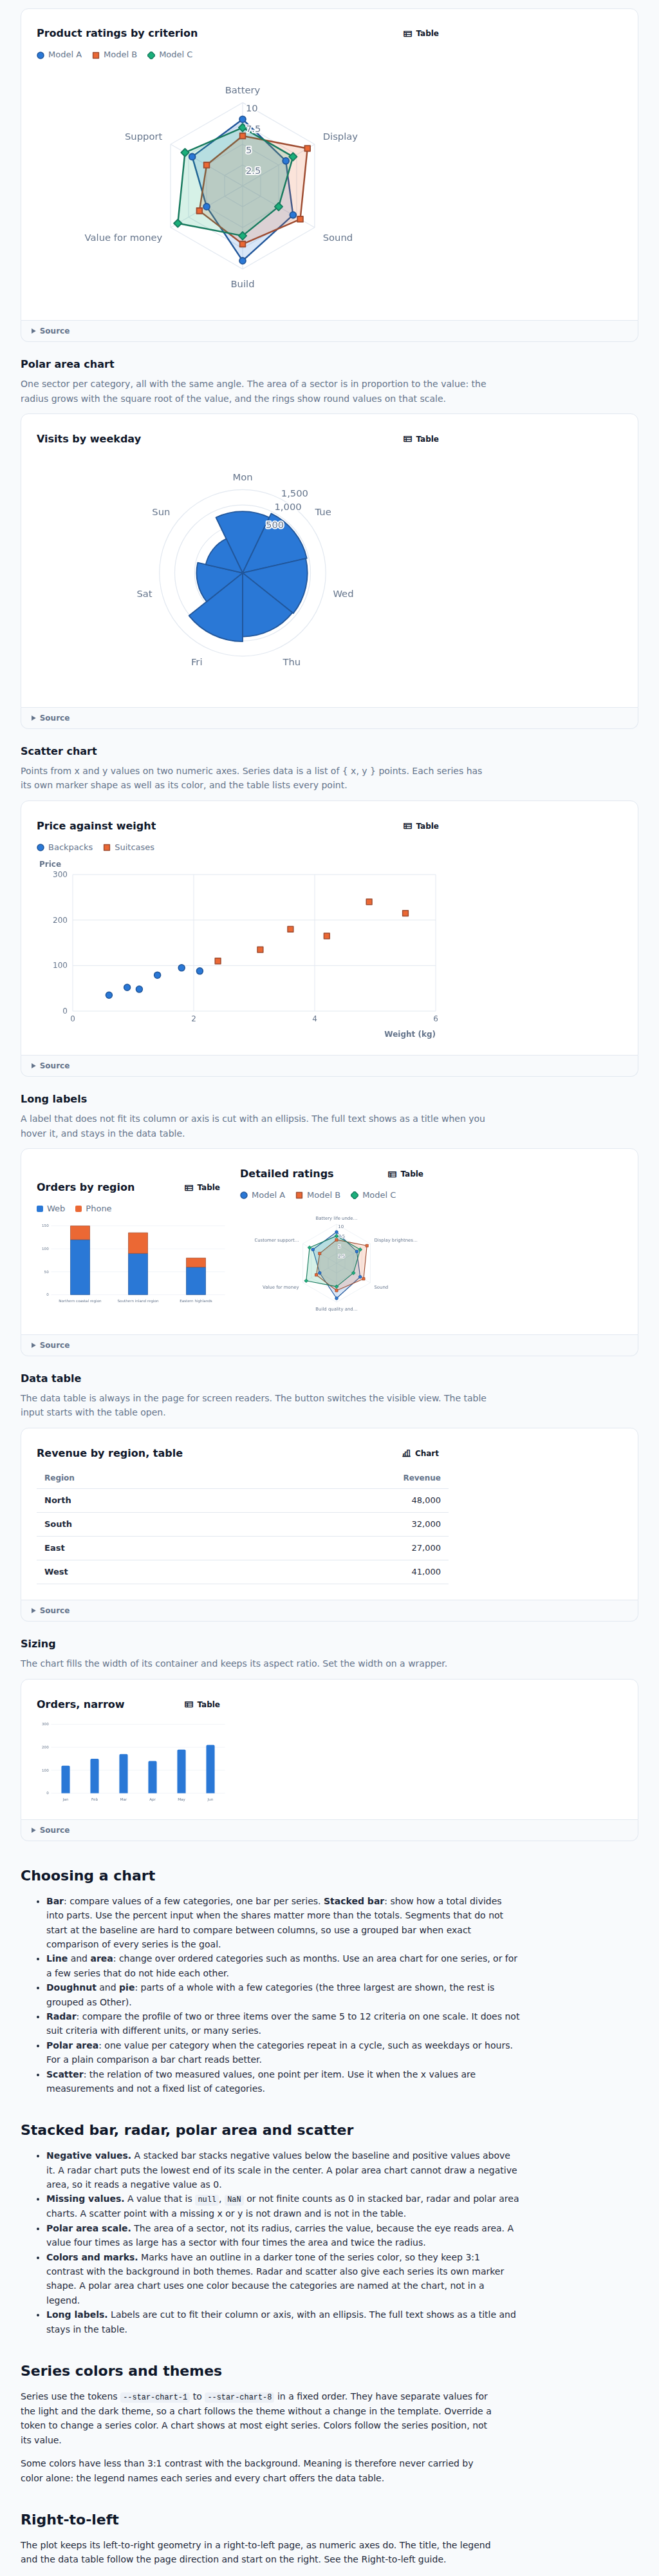 Product ratings by criterion
Table
Model A Model B Model C
Battery
10
7.5
5
2.5
Support
Display
Value for money
Sound
Build
Source
Polar area chart
One sector per category, all with the same angle. The area of a sector is in proportion to the value: the
radius grows with the square root of the value, and the rings show round values on that scale.
Visits by weekday
Table
Mon
1,500
1,000
500
Sun
Tue
Sat
Wed
Fri
Thu
Source
Scatter chart
Points from x and y values on two numeric axes. Series data is a list of { x, y } points. Each series has
its own marker shape as well as its color, and the table lists every point.
Price against weight
Table
Backpacks Suitcases
Price
300
200
100
0
0 2 4 6
Weight (kg)
Source
Long labels
A label that does not fit its column or axis is cut with an ellipsis. The full text shows as a title when you
hover it, and stays in the data table.
Orders by region
Table
Web Phone
150
100
50
0
Northern coastal region Southern inland region Eastern highlands
Detailed ratings
Table
Model A Model B Model C
Battery life unde...
10
Customer support...
Display brightnes...
Value for money
Sound
Build quality and...
Source
Data table
The data table is always in the page for screen readers. The button switches the visible view. The table
input starts with the table open.
Revenue by region, table
Chart
Region Revenue
North 48,000
South 32,000
East 27,000
West 41,000
Source
Sizing
The chart fills the width of its container and keeps its aspect ratio. Set the width on a wrapper.
Orders, narrow
Table
300
200
100
0
Jan Feb Mar Apr May Jun
Source
Choosing a chart
• Bar: compare values of a few categories, one bar per series. Stacked bar: show how a total divides
into parts. Use the percent input when the shares matter more than the totals. Segments that do not
start at the baseline are hard to compare between columns, so use a grouped bar when exact
comparison of every series is the goal.
• Line and area: change over ordered categories such as months. Use an area chart for one series, or for
a few series that do not hide each other.
• Doughnut and pie: parts of a whole with a few categories (the three largest are shown, the rest is
grouped as Other).
• Radar: compare the profile of two or three items over the same 5 to 12 criteria on one scale. It does not
suit criteria with different units, or many series.
• Polar area: one value per category when the categories repeat in a cycle, such as weekdays or hours.
For a plain comparison a bar chart reads better.
• Scatter: the relation of two measured values, one point per item. Use it when the x values are
measurements and not a fixed list of categories.
Stacked bar, radar, polar area and scatter
• Negative values. A stacked bar stacks negative values below the baseline and positive values above
it. A radar chart puts the lowest end of its scale in the center. A polar area chart cannot draw a negative
area, so it reads a negative value as 0.
• Missing values. A value that is null, NaN or not finite counts as 0 in stacked bar, radar and polar area
charts. A scatter point with a missing x or y is not drawn and is not in the table.
• Polar area scale. The area of a sector, not its radius, carries the value, because the eye reads area. A
value four times as large has a sector with four times the area and twice the radius.
• Colors and marks. Marks have an outline in a darker tone of the series color, so they keep 3:1
contrast with the background in both themes. Radar and scatter also give each series its own marker
shape. A polar area chart uses one color because the categories are named at the chart, not in a
legend.
• Long labels. Labels are cut to fit their column or axis, with an ellipsis. The full text shows as a title and
stays in the table.
Series colors and themes
Series use the tokens --star-chart-1 to --star-chart-8 in a fixed order. They have separate values for
the light and the dark theme, so a chart follows the theme without a change in the template. Override a
token to change a series color. A chart shows at most eight series. Colors follow the series position, not
its value.
Some colors have less than 3:1 contrast with the background. Meaning is therefore never carried by
color alone: the legend names each series and every chart offers the data table.
Right-to-left
The plot keeps its left-to-right geometry in a right-to-left page, as numeric axes do. The title, the legend
and the data table follow the page direction and start on the right. See the Right-to-left guide.